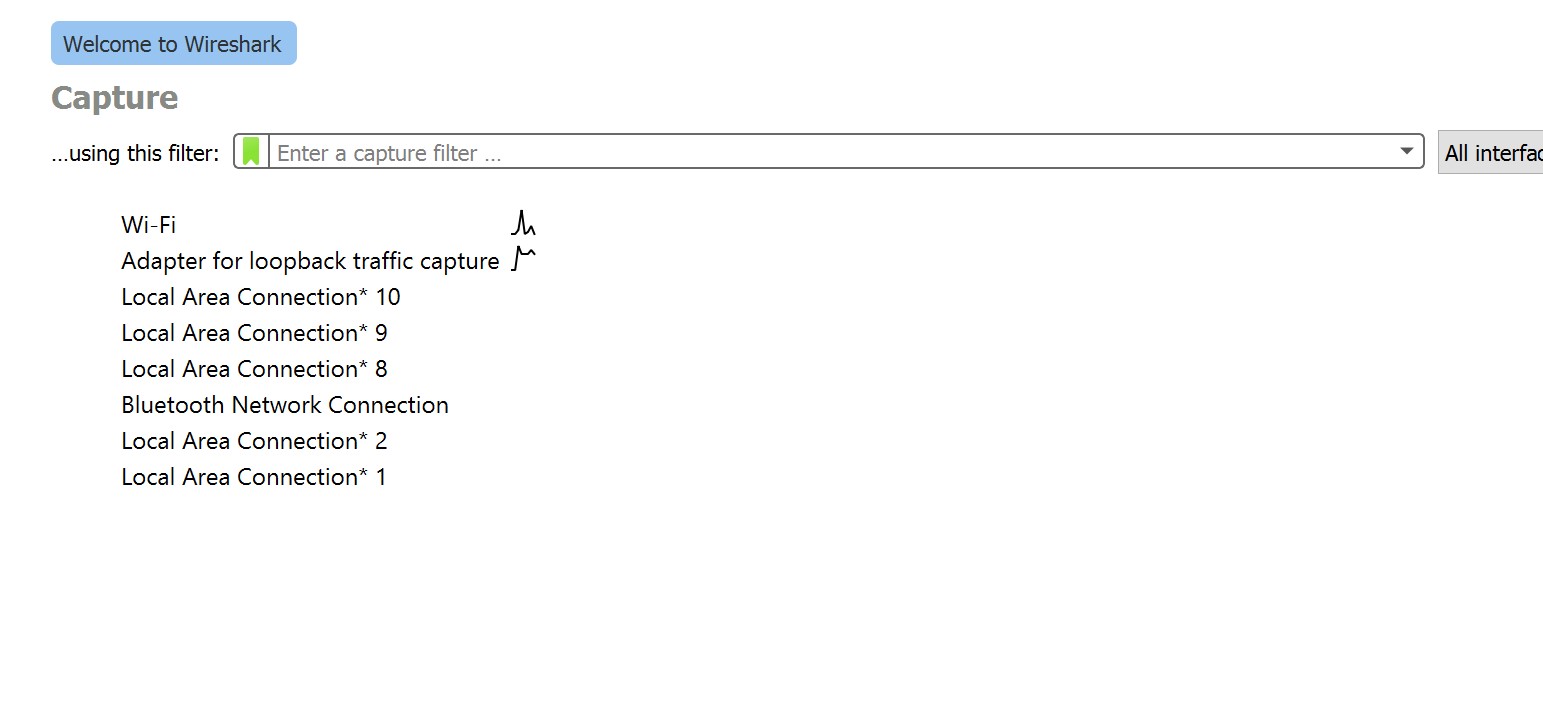 Welcome to Wireshark
Capture
...using this filter: Enter a capture filter ... All interfac
Wi-Fi
Adapter for loopback traffic capture
Local Area Connection* 10
Local Area Connection* 9
Local Area Connection* 8
Bluetooth Network Connection
Local Area Connection* 2
Local Area Connection* 1